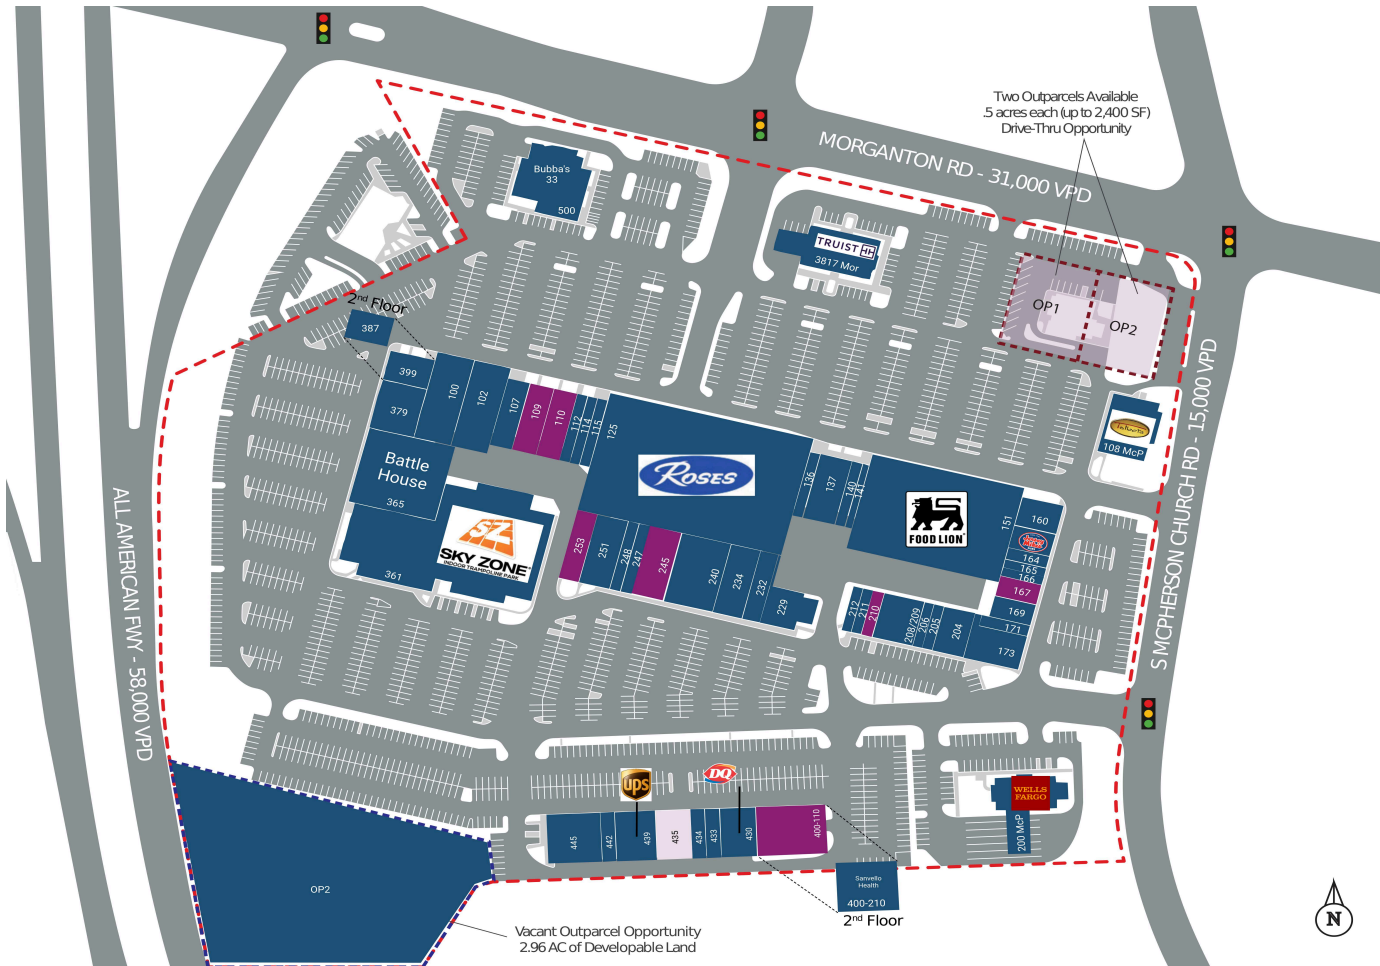 Two Outparcels Available
.5 acres each (up to 2,400 SF)
Drive-Thru Opportunity
MORGANTON RD - 31,000 VPD
Bubba's
33
500
TRUIST
3817 Mor
OP1
OP2
2nd Floor
387
399
379
100
102
107
109
110
112
114
115
125
ROSES
136
137
140
141
FOOD LION
151
160
164
165
166
167
169
171
173
108 McP
S MCPHERSON CHURCH RD - 15,000 VPD
Battle
House
365
361
SZ
SKY ZONE
INDOOR TRAMPOLINE PARK
253
251
248
247
245
240
234
232
229
212
211
210
208/209
206
205
204
ALL AMERICAN FWY - 58,000 VPD
ups
DQ
445
442
439
435
434
433
430
400-110
WELLS
FARGO
200 McP
Sanvello
Health
400-210
2nd Floor
OP2
Vacant Outparcel Opportunity
2.96 AC of Developable Land
N